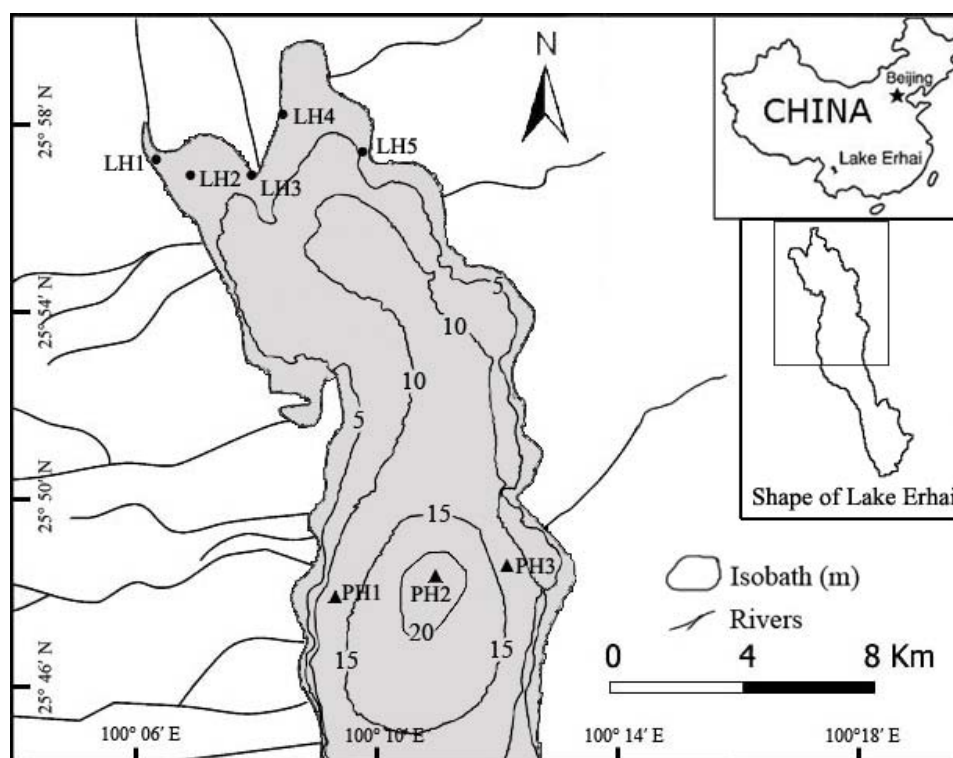 N
Beijing
CHINA
Lake Erhai
25° 58′ N
LH4
LH5
LH1
LH2
LH3
5
25° 54′ N
10
10
5
Shape of Lake Erhai
25° 50′ N
15
PH3
Isobath (m)
PH1
PH2
Rivers
20
15
15
0 4 8 Km
25° 46′ N
100° 06′ E 100° 10′ E 100° 14′ E 100° 18′ E